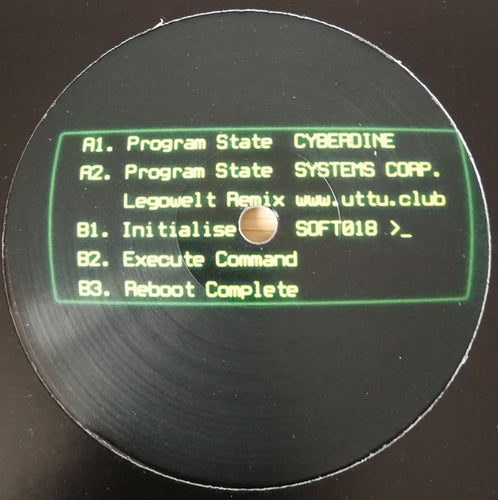 A1. Program State CYBERDINE
A2. Program State SYSTEMS CORP.
Legowelt Remix www.uttu.club
B1. Initialise SOFT018 >_
B2. Execute Command
B3. Reboot Complete